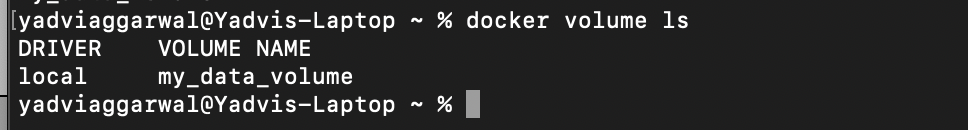 [yadviaggarwal@Yadvis-Laptop ~ % docker volume ls
DRIVER    VOLUME NAME
local     my_data_volume
yadviaggarwal@Yadvis-Laptop ~ %